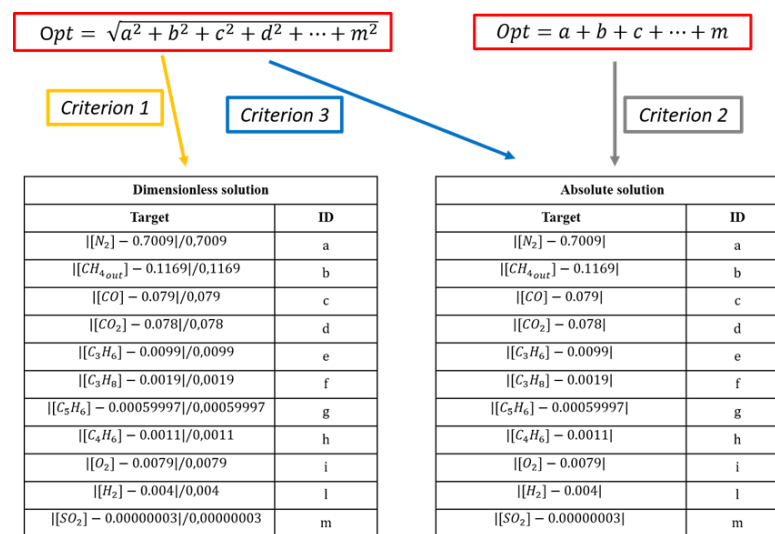 Opt = √a² + b² + c² + d² + ⋯ + m²
Opt = a + b + c + ⋯ + m
Criterion 1
Criterion 3
Criterion 2
Dimensionless solution
Target ID
|[N₂] − 0.7009|/0,7009 a
|[CH₄ₒᵤₜ] − 0.1169|/0,1169 b
|[CO] − 0.079|/0,079 c
|[CO₂] − 0.078|/0,078 d
|[C₃H₆] − 0.0099|/0,0099 e
|[C₃H₈] − 0.0019|/0,0019 f
|[C₅H₆] − 0.00059997|/0,00059997 g
|[C₄H₆] − 0.0011|/0,0011 h
|[O₂] − 0.0079|/0,0079 i
|[H₂] − 0.004|/0,004 l
|[SO₂] − 0.00000003|/0,00000003 m
Absolute solution
Target ID
|[N₂] − 0.7009| a
|[CH₄ₒᵤₜ] − 0.1169| b
|[CO] − 0.079| c
|[CO₂] − 0.078| d
|[C₃H₆] − 0.0099| e
|[C₃H₈] − 0.0019| f
|[C₅H₆] − 0.00059997| g
|[C₄H₆] − 0.0011| h
|[O₂] − 0.0079| i
|[H₂] − 0.004| l
|[SO₂] − 0.00000003| m